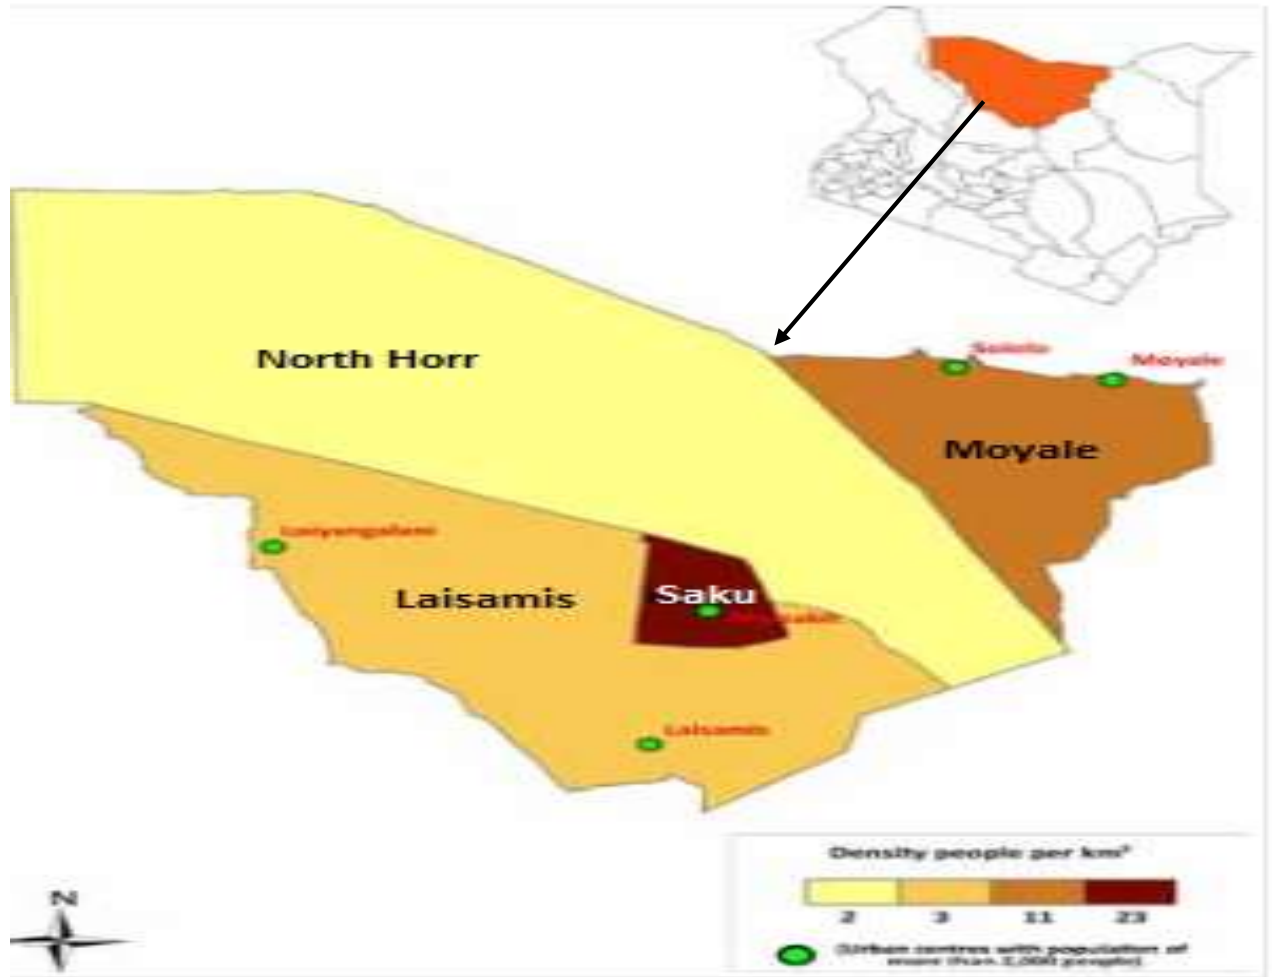 Sololo
Moyale
North Horr
Moyale
Loiyangalani
Laisamis
Saku
Laisamis
Density people per km²
2 3 11 23
N
(Urban centres with population of
more than 2,000 people)